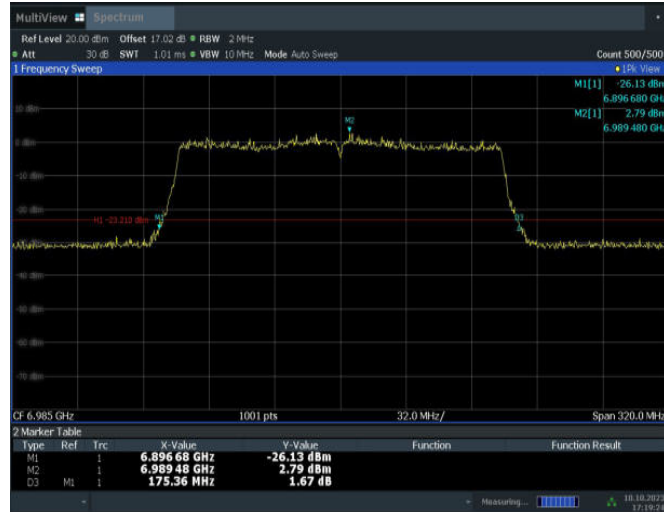 MultiView Spectrum
Ref Level 20.00 dBm Offset 17.02 dB RBW 2 MHz
Att 30 dB SWT 1.01 ms VBW 10 MHz Mode Auto Sweep Count 500/500
1 Frequency Sweep 1Pk View
M1[1] -26.13 dBm
6.896 680 GHz
M2[1] 2.79 dBm
6.989 480 GHz
10 dBm
M2
0 dBm
-10 dBm
-20 dBm
H1 -23.210 dBm M1 D3
-40 dBm
-50 dBm
-60 dBm
-70 dBm
CF 6.985 GHz 1001 pts 32.0 MHz/ Span 320.0 MHz
2 Marker Table
Type Ref Trc X-Value Y-Value Function Function Result
M1 1 6.896 68 GHz -26.13 dBm
M2 1 6.989 48 GHz 2.79 dBm
D3 M1 1 175.36 MHz 1.67 dB
Measuring... 10.10.2023
17:19:24